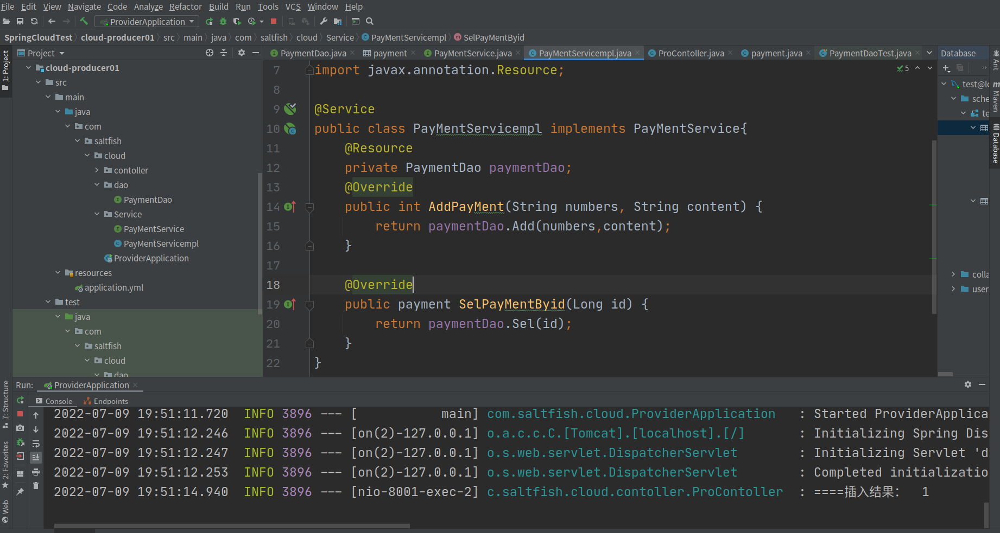 File Edit View Navigate Code Analyze Refactor Build Run Tools VCS Window Help
ProviderApplication
SpringCloudTest cloud-producer01 src main java com saltfish cloud Service PayMentServicempl SelPayMentByid
Project
PaymentDao.java payment PayMentService.java PayMentServicempl.java ProContoller.java payment.java PaymentDaoTest.java
Database
1: Project
7: Structure
2: Favorites
Web
Ant
Maven
Database
cloud-producer01
src
main
java
com
saltfish
cloud
contoller
dao
PaymentDao
Service
PayMentService
PayMentServicempl
ProviderApplication
resources
application.yml
test
java
com
saltfish
cloud
dao
7 import javax.annotation.Resource;
8
9 @Service
10 public class PayMentServicempl implements PayMentService{
11 @Resource
12 private PaymentDao paymentDao;
13 @Override
14 public int AddPayMent(String numbers, String content) {
15 return paymentDao.Add(numbers,content);
16 }
17
18 @Override
19 public payment SelPayMentByid(Long id) {
20 return paymentDao.Sel(id);
21 }
22 }
5
test@lo
sche
te
colla
user
Run: ProviderApplication
Console Endpoints
2022-07-09 19:51:11.720 INFO 3896 --- [ main] com.saltfish.cloud.ProviderApplication : Started ProviderApplica
2022-07-09 19:51:12.246 INFO 3896 --- [on(2)-127.0.0.1] o.a.c.c.C.[Tomcat].[localhost].[/] : Initializing Spring Dis
2022-07-09 19:51:12.247 INFO 3896 --- [on(2)-127.0.0.1] o.s.web.servlet.DispatcherServlet : Initializing Servlet 'd
2022-07-09 19:51:12.253 INFO 3896 --- [on(2)-127.0.0.1] o.s.web.servlet.DispatcherServlet : Completed initializatio
2022-07-09 19:51:14.940 INFO 3896 --- [nio-8001-exec-2] c.saltfish.cloud.contoller.ProContoller : ====插入结果： 1